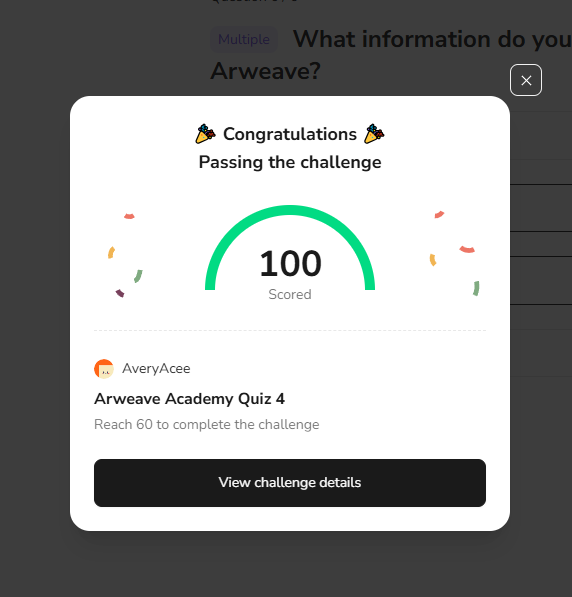 Multiple What information do you
Arweave?
Congratulations
Passing the challenge
100
Scored
AveryAcee
Arweave Academy Quiz 4
Reach 60 to complete the challenge
View challenge details